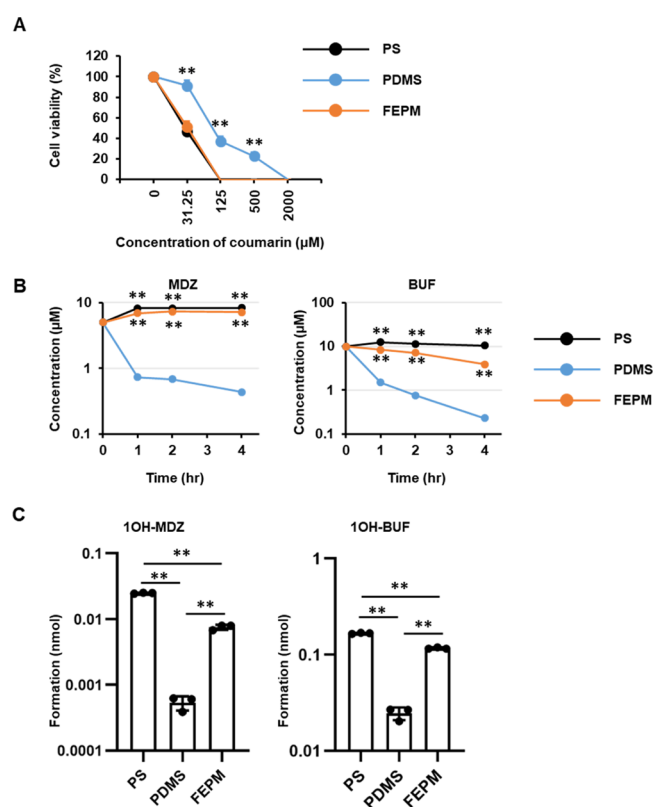 A
Cell viability (%)
120
100
80
60
40
20
0
**
**
**
0
31.25
125
500
2000
Concentration of coumarin (µM)
PS
PDMS
FEPM
B
MDZ
Concentration (µM)
10
1
0.1
** ** **
** ** **
0 1 2 3 4
Time (hr)
BUF
Concentration (µM)
100
10
1
0.1
** ** **
** ** **
0 1 2 3 4
Time (hr)
PS
PDMS
FEPM
C
1OH-MDZ
Formation (nmol)
0.1
0.01
0.001
0.0001
**
**
**
PS
PDMS
FEPM
1OH-BUF
Formation (nmol)
1
0.1
0.01
**
**
**
PS
PDMS
FEPM